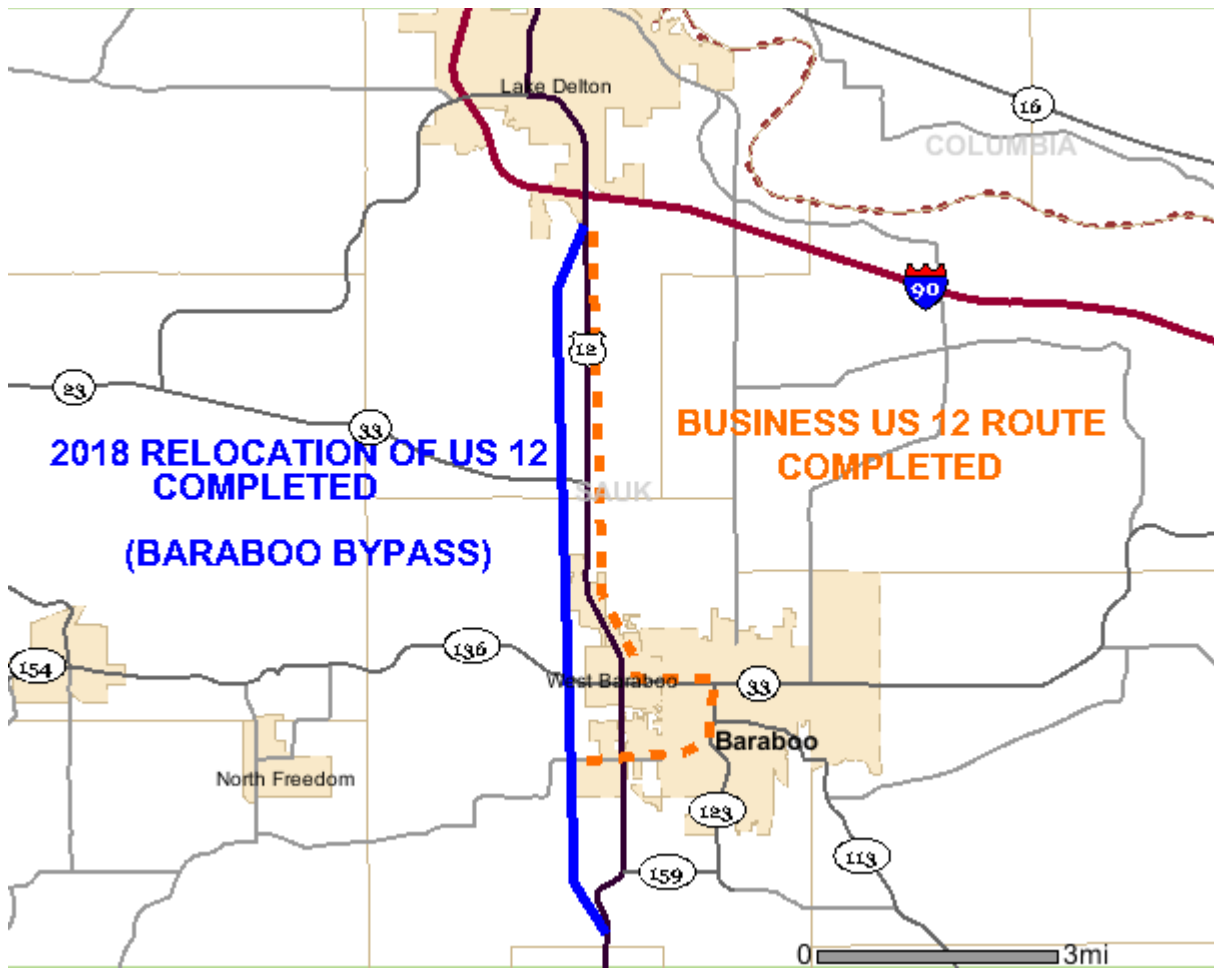 Lake Delton
16
COLUMBIA
90
12
23
33
BUSINESS US 12 ROUTE
COMPLETED
2018 RELOCATION OF US 12
COMPLETED
SAUK
(BARABOO BYPASS)
136
154
West Baraboo
33
Baraboo
North Freedom
123
113
159
0 3mi